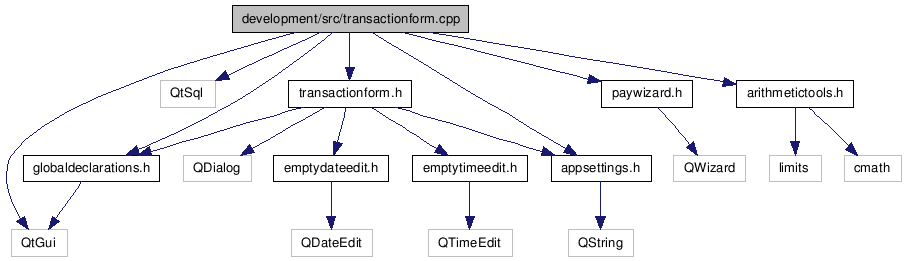 development/src/transactionform.cpp
QtSql
transactionform.h
paywizard.h
arithmetictools.h
globaldeclarations.h
QDialog
emptydateedit.h
emptytimeedit.h
appsettings.h
QWizard
limits
cmath
QtGui
QDateEdit
QTimeEdit
QString